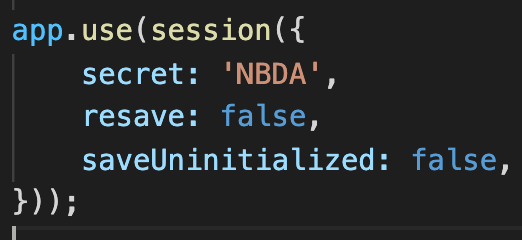 app.use(session({
    secret: 'NBDA',
    resave: false,
    saveUninitialized: false,
}));